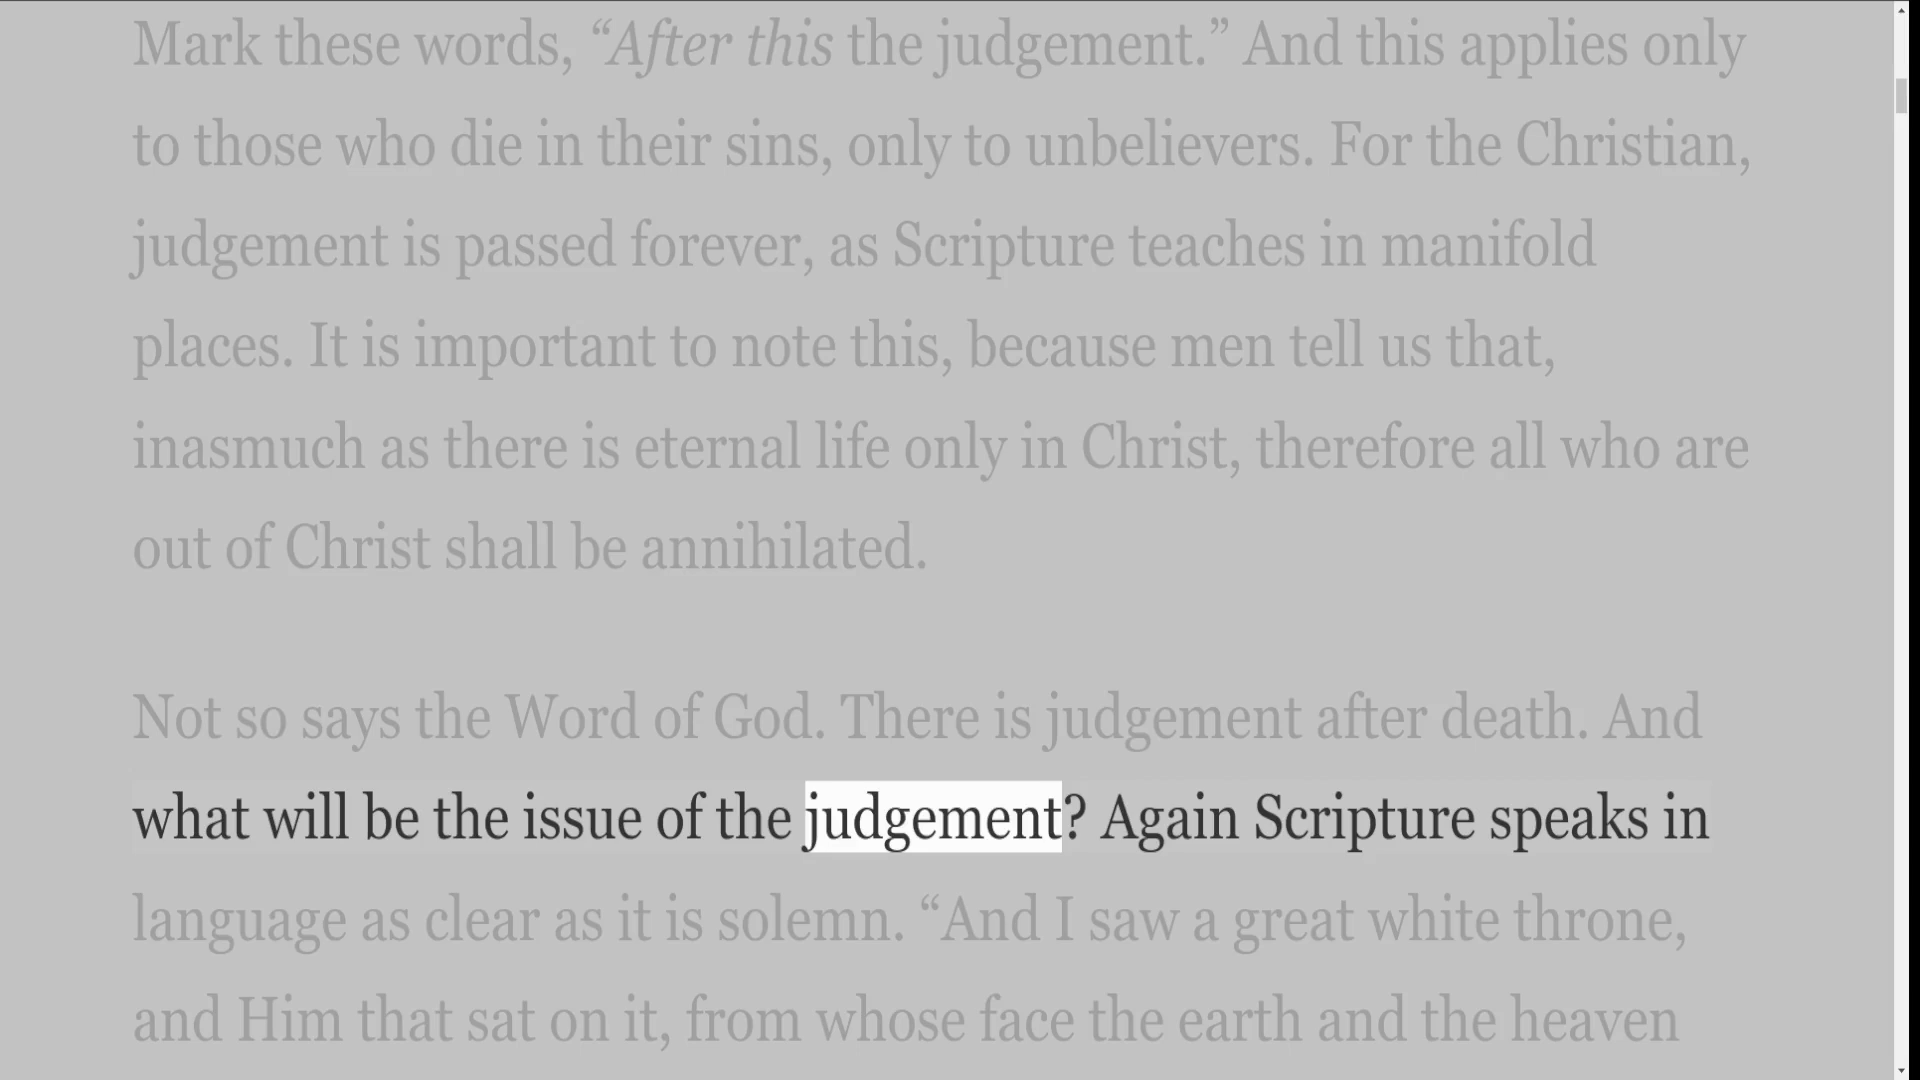 Mark these words, “After this the judgement.” And this applies only
to those who die in their sins, only to unbelievers. For the Christian,
judgement is passed forever, as Scripture teaches in manifold
places. It is important to note this, because men tell us that,
inasmuch as there is eternal life only in Christ, therefore all who are
out of Christ shall be annihilated.
Not so says the Word of God. There is judgement after death. And
what will be the issue of the judgement? Again Scripture speaks in
language as clear as it is solemn. “And I saw a great white throne,
and Him that sat on it, from whose face the earth and the heaven